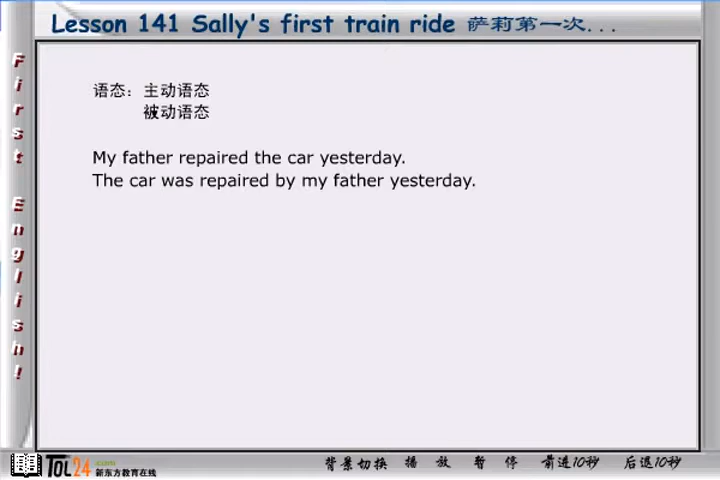 Lesson 141 Sally's first train ride 萨莉第一次...
First English!
语态：主动语态
被动语态
My father repaired the car yesterday.
The car was repaired by my father yesterday.
TOL24
新东方教育在线
背景切换 播放 暂停 前进10秒 后退10秒